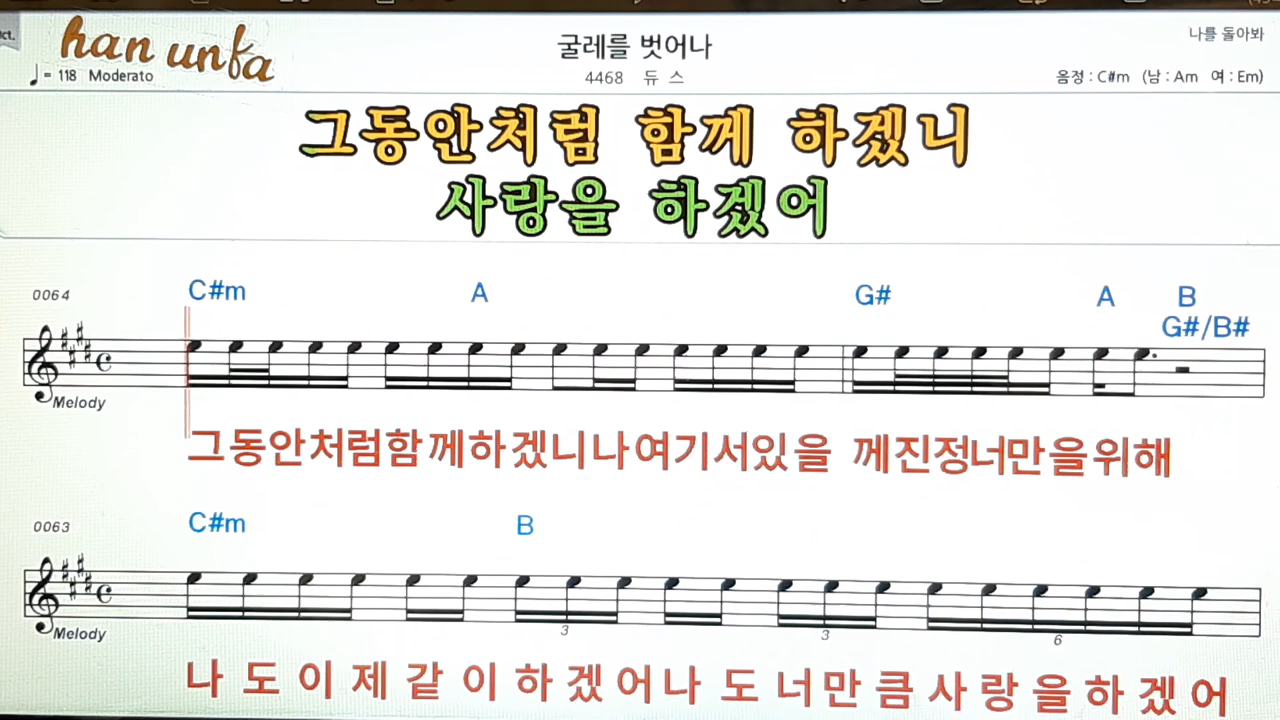 han unfa
ct.
나를 돌아봐
굴레를 벗어나
♩= 118 Moderato
4468 듀 스
음정 : C#m (남 : Am 여 : Em)
그동안처럼 함께 하겠니
사랑을 하겠어
0064
C#m A G# A B
G#/B#
Melody
그동안처럼함께하겠니나여기서있을 께진정너만을위해
0063
C#m B
Melody
3 3 6
나 도 이 제 같 이 하 겠 어 나 도 너 만 큼 사 랑 을 하 겠 어